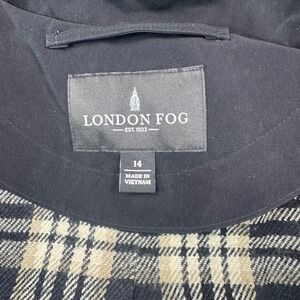 LONDON FOG
EST. 1923
14
MADE IN
VIETNAM